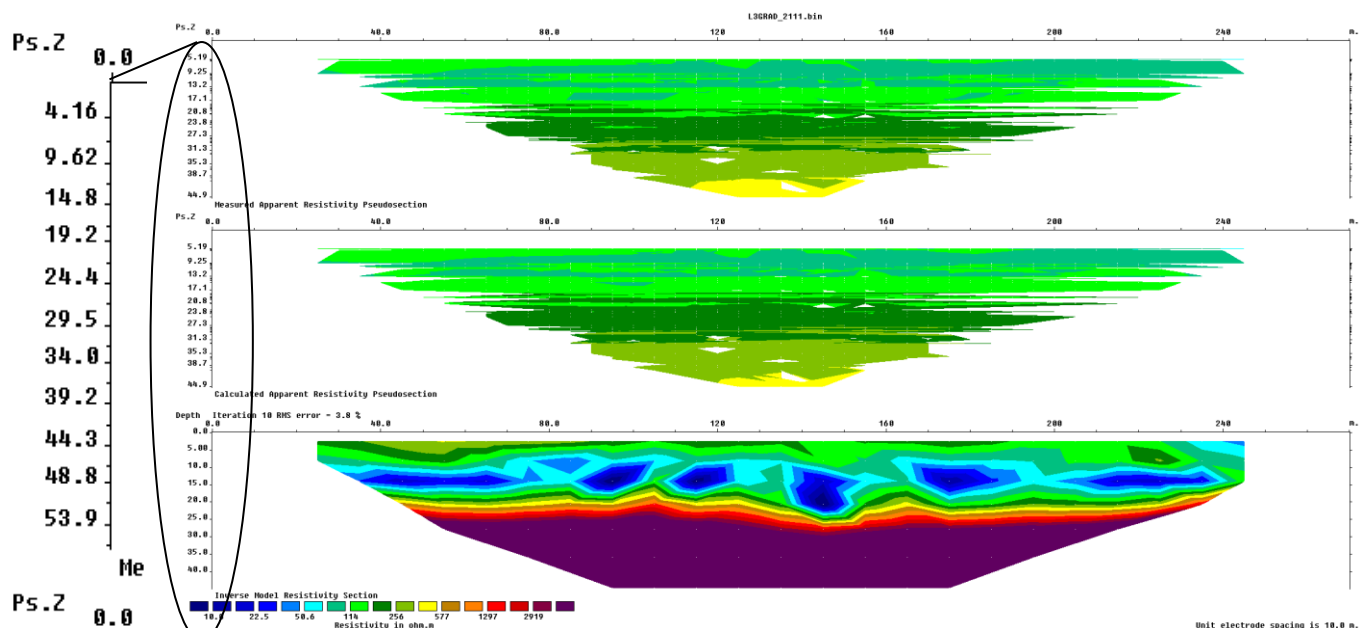 L3GRAD_2111.bin
Ps.Z 0.0 40.0 80.0 120 160 200 240 m.
5.19
9.25
13.2
17.1
20.8
23.8
27.3
31.3
35.3
38.7
44.9
Measured Apparent Resistivity Pseudosection
Ps.Z 0.0 40.0 80.0 120 160 200 240 m.
5.19
9.25
13.2
17.1
20.8
23.8
27.3
31.3
35.3
38.7
44.9
Calculated Apparent Resistivity Pseudosection
Depth Iteration 10 RMS error = 3.8 %
0.0 40.0 80.0 120 160 200 240 m.
5.00
10.0
15.0
20.0
25.0
30.0
35.0
40.0
Inverse Model Resistivity Section
10.0 22.5 50.6 114 256 577 1297 2919
Resistivity in ohm.m
Unit electrode spacing is 10.0 m.
Ps.Z 0.0
4.16
9.62
14.8
19.2
24.4
29.5
34.0
39.2
44.3
48.8
53.9
Me
Ps.Z 0.0